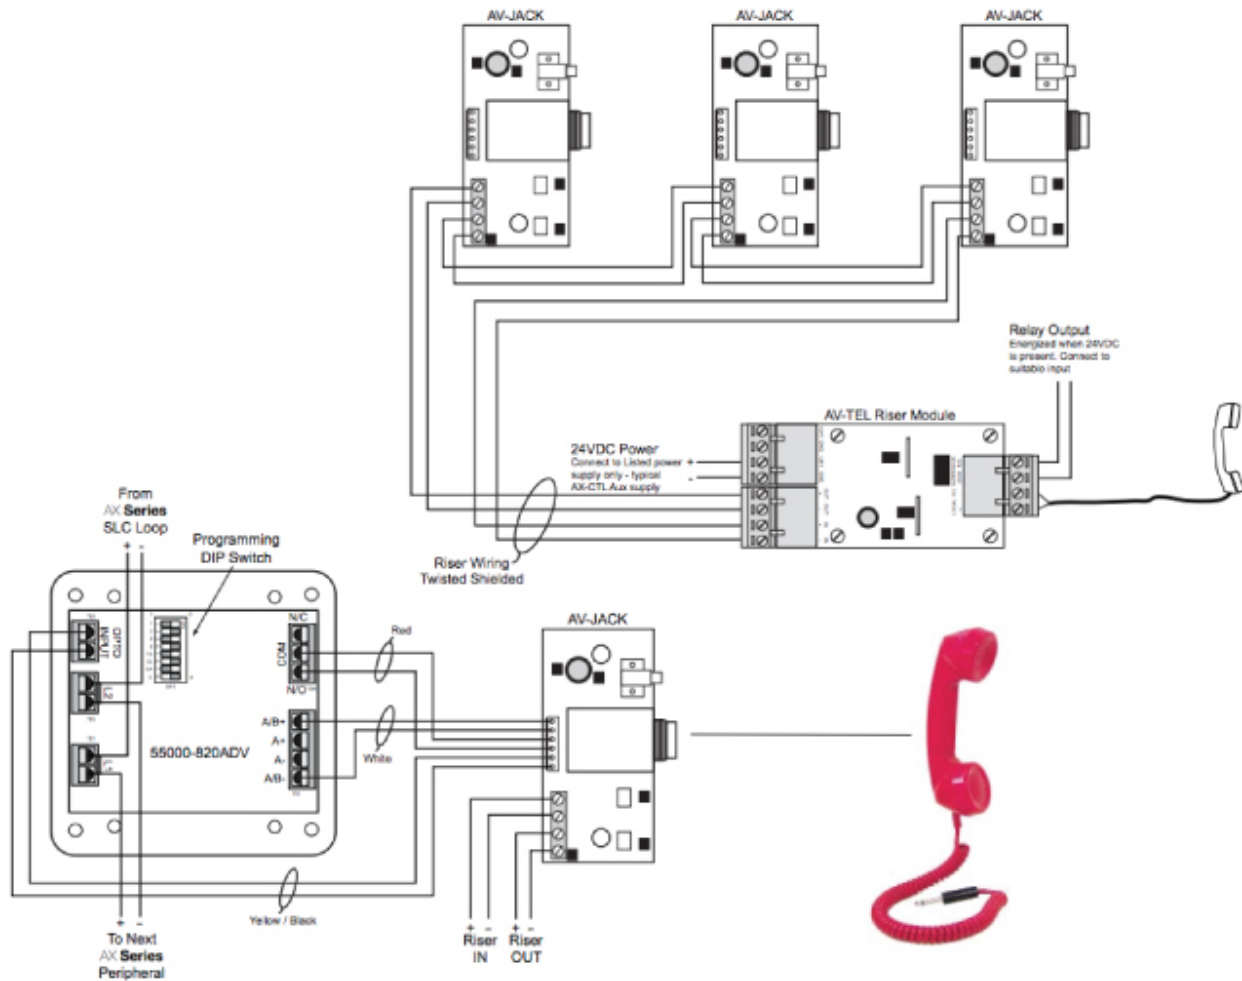 AV-JACK
AV-JACK
AV-JACK
Relay Output
Energized when 24VDC
is present. Connect to
suitable input
AV-TEL Riser Module
24VDC Power
Connect to Listed power +
supply only - typical -
AX-CTL Aux supply
Riser Wiring
Twisted Shielded
From
AX Series
SLC Loop
+ -
Programming
DIP Switch
OPTO
INPUT
L2
L1
N/C
COM
N/O
A/B+
A+
A-
A/B-
55000-820ADV
Red
White
Yellow / Black
AV-JACK
+ -
To Next
AX Series
Peripheral
+ - + -
Riser Riser
IN OUT